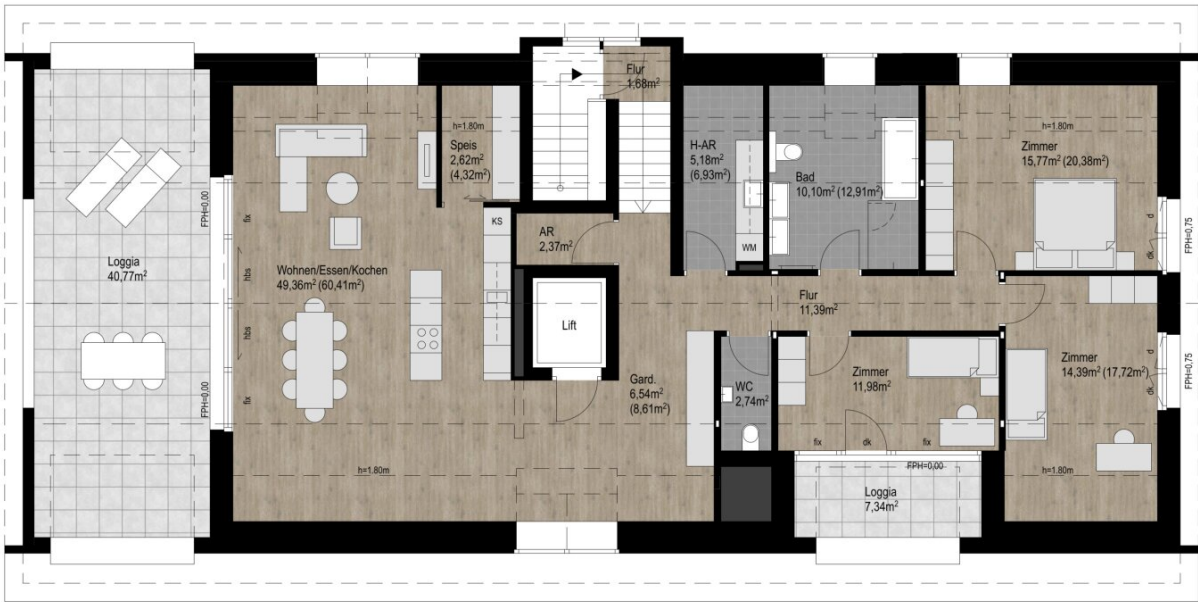 Loggia
40,77m²
FPH=0,00
fix
hbs
hbs
fix
FPH=0,00
Wohnen/Essen/Kochen
49,36m² (60,41m²)
h=1.80m
h=1.80m
Speis
2,62m²
(4,32m²)
KS
Flur
1,68m²
AR
2,37m²
Lift
Gard.
6,54m²
(8,61m²)
H-AR
5,18m²
(6,93m²)
WM
Bad
10,10m² (12,91m²)
h=1.80m
Zimmer
15,77m² (20,38m²)
d
dk
FPH=0,75
Flur
11,39m²
WC
2,74m²
Zimmer
11,98m²
fix
dk
fix
FPH=0,00
Loggia
7,34m²
Zimmer
14,39m² (17,72m²)
h=1.80m
d
dk
FPH=0,75